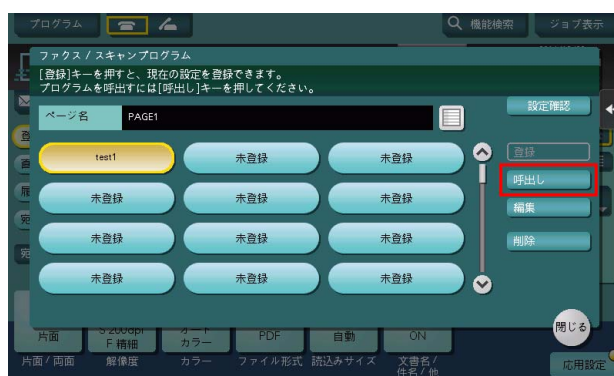 プログラム
機能検索
ジョブ表示
ファクス / スキャンプログラム
[登録]キーを押すと、現在の設定を登録できます。
プログラムを呼出すには[呼出し]キーを押してください。
ページ名
PAGE1
設定確認
test1
未登録
未登録
登録
呼出し
未登録
未登録
未登録
編集
未登録
未登録
未登録
削除
未登録
未登録
未登録
閉じる
片面
F 精細
カラー
PDF
自動
ON
片面 / 両面
解像度
カラー
ファイル形式
読込みサイズ
文書名 /
件名 / 他
応用設定